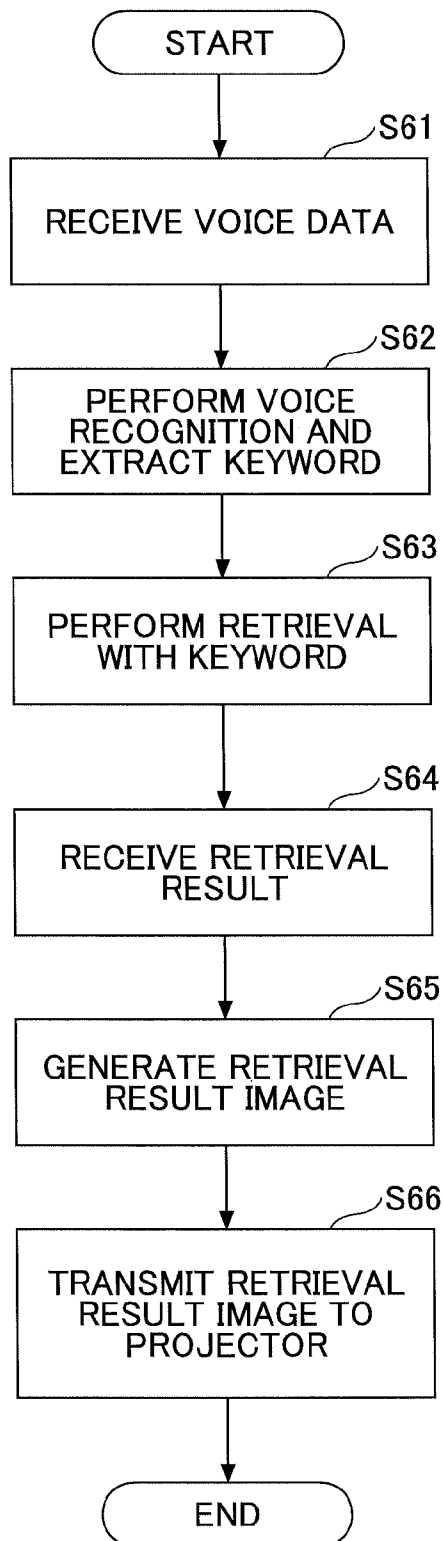 START
S61
RECEIVE VOICE DATA
S62
PERFORM VOICE
RECOGNITION AND
EXTRACT KEYWORD
S63
PERFORM RETRIEVAL
WITH KEYWORD
S64
RECEIVE RETRIEVAL
RESULT
S65
GENERATE RETRIEVAL
RESULT IMAGE
S66
TRANSMIT RETRIEVAL
RESULT IMAGE TO
PROJECTOR
END